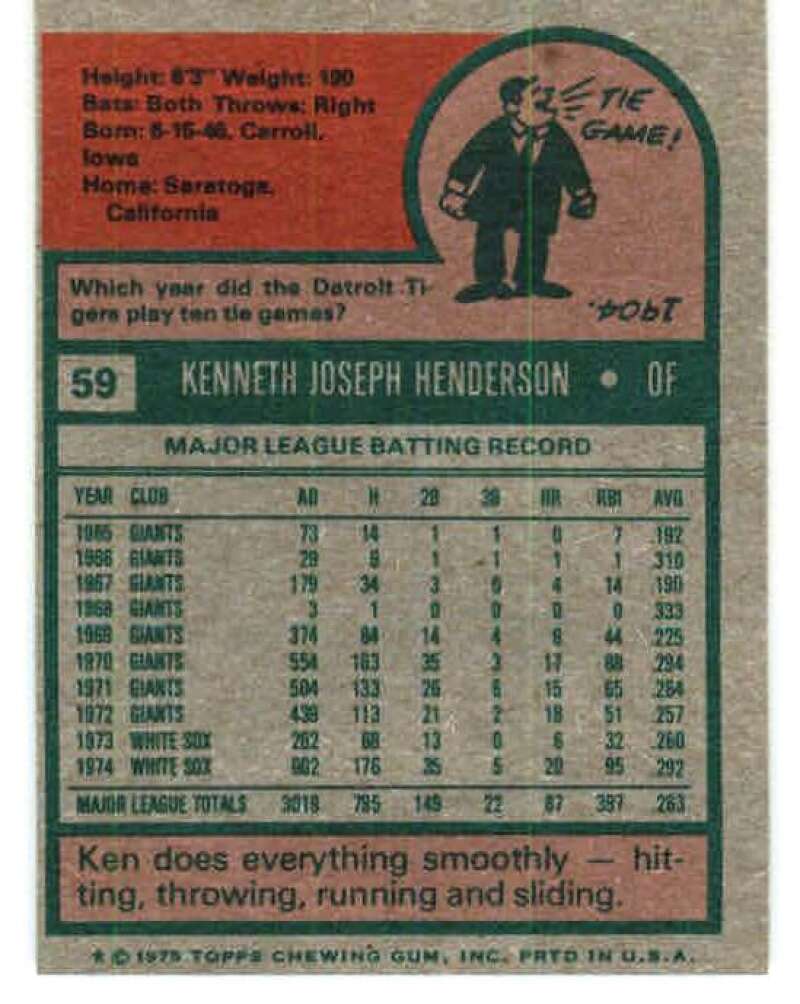 Height: 6'3" Weight: 190
Bats: Both Throws: Right
Born: 6-15-46, Carroll,
Iowa
Home: Saratoga,
California
TIE
GAME!
Which year did the Detroit Ti-
gers play ten tie games?
1904.
59 KENNETH JOSEPH HENDERSON • OF
MAJOR LEAGUE BATTING RECORD
YEAR CLUB AB H 2B 3B HR RBI AVG
1965 GIANTS 73 14 1 1 0 7 .192
1966 GIANTS 29 9 1 1 1 1 .310
1967 GIANTS 179 34 3 0 4 14 .190
1968 GIANTS 3 1 0 0 0 0 .333
1969 GIANTS 374 84 14 4 6 44 .225
1970 GIANTS 554 163 35 3 17 88 .294
1971 GIANTS 504 133 26 6 15 65 .264
1972 GIANTS 439 113 21 2 18 51 .257
1973 WHITE SOX 262 68 13 0 6 32 .260
1974 WHITE SOX 602 176 35 5 20 95 .292
MAJOR LEAGUE TOTALS 3019 795 149 22 87 397 .263
Ken does everything smoothly — hit-
ting, throwing, running and sliding.
* © 1975 TOPPS CHEWING GUM, INC. PRTD IN U.S.A.